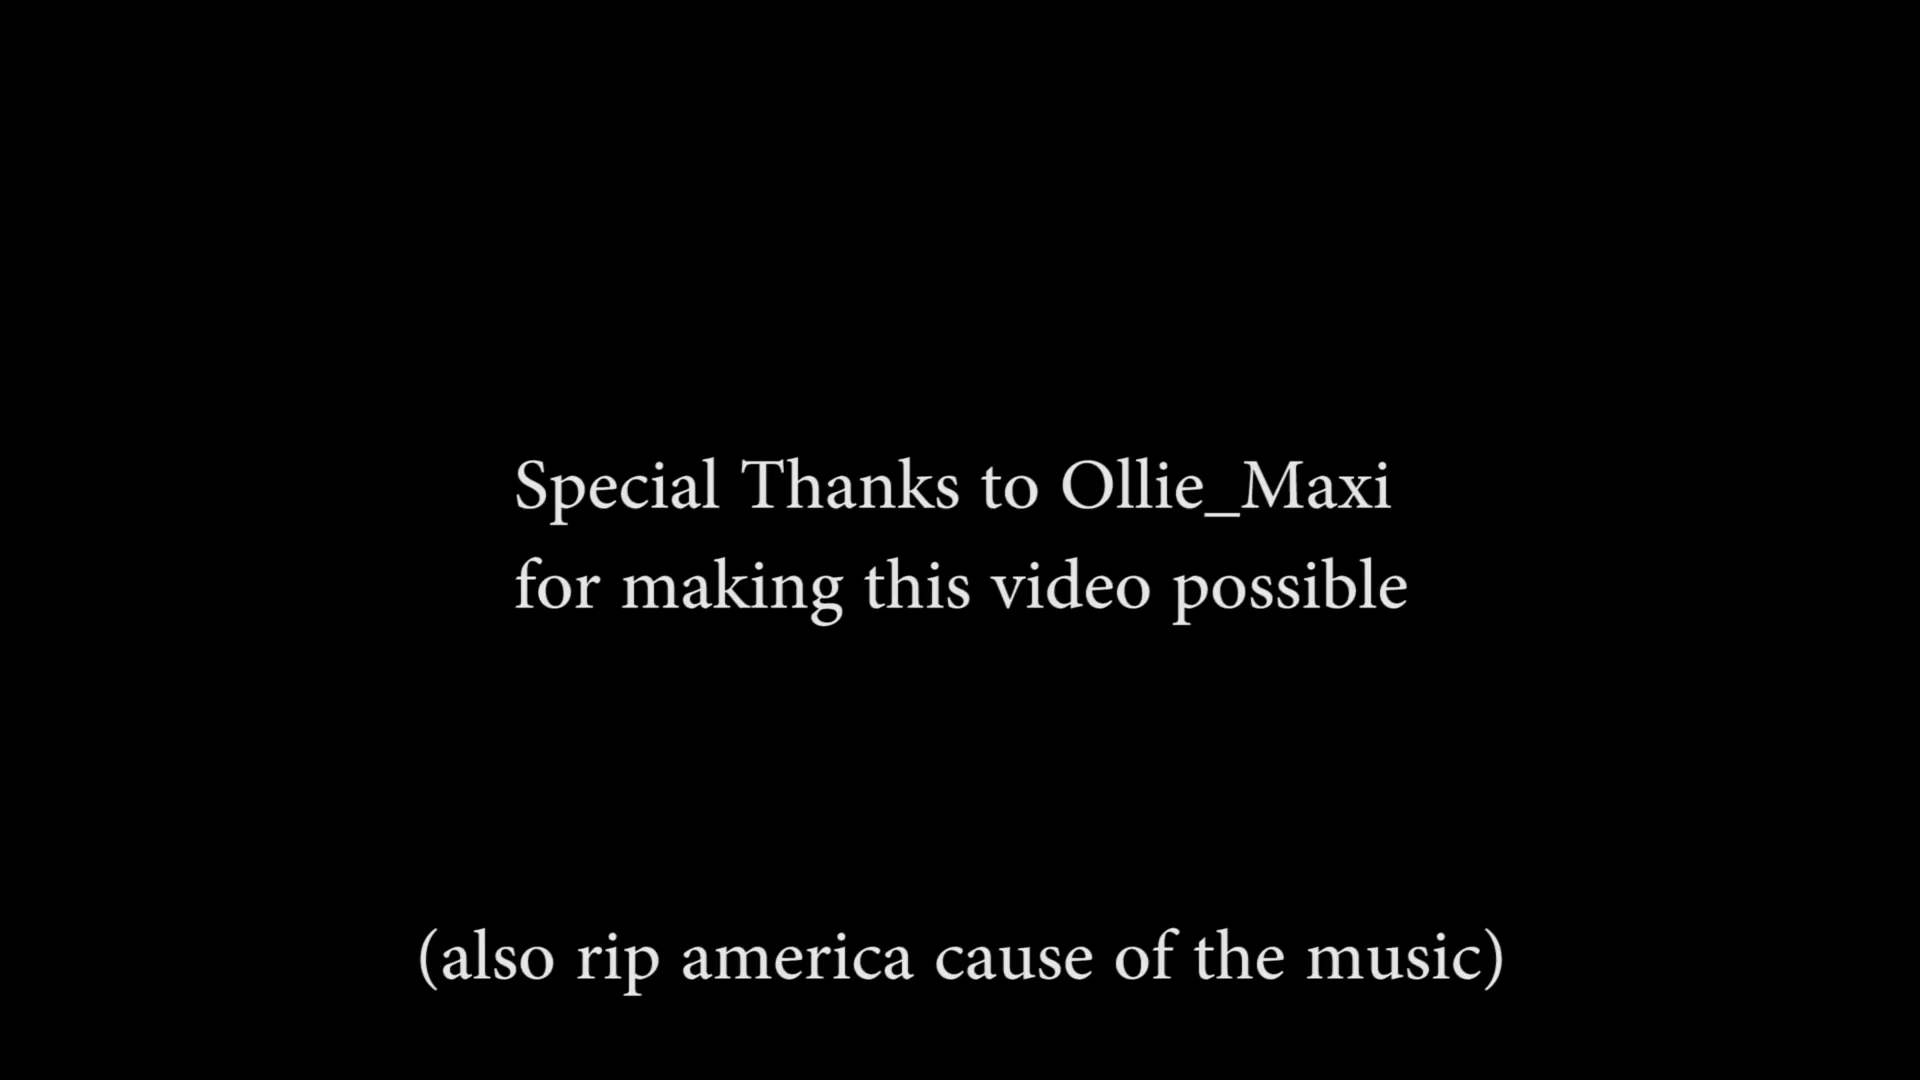 Special Thanks to Ollie_Maxi
for making this video possible
(also rip america cause of the music)